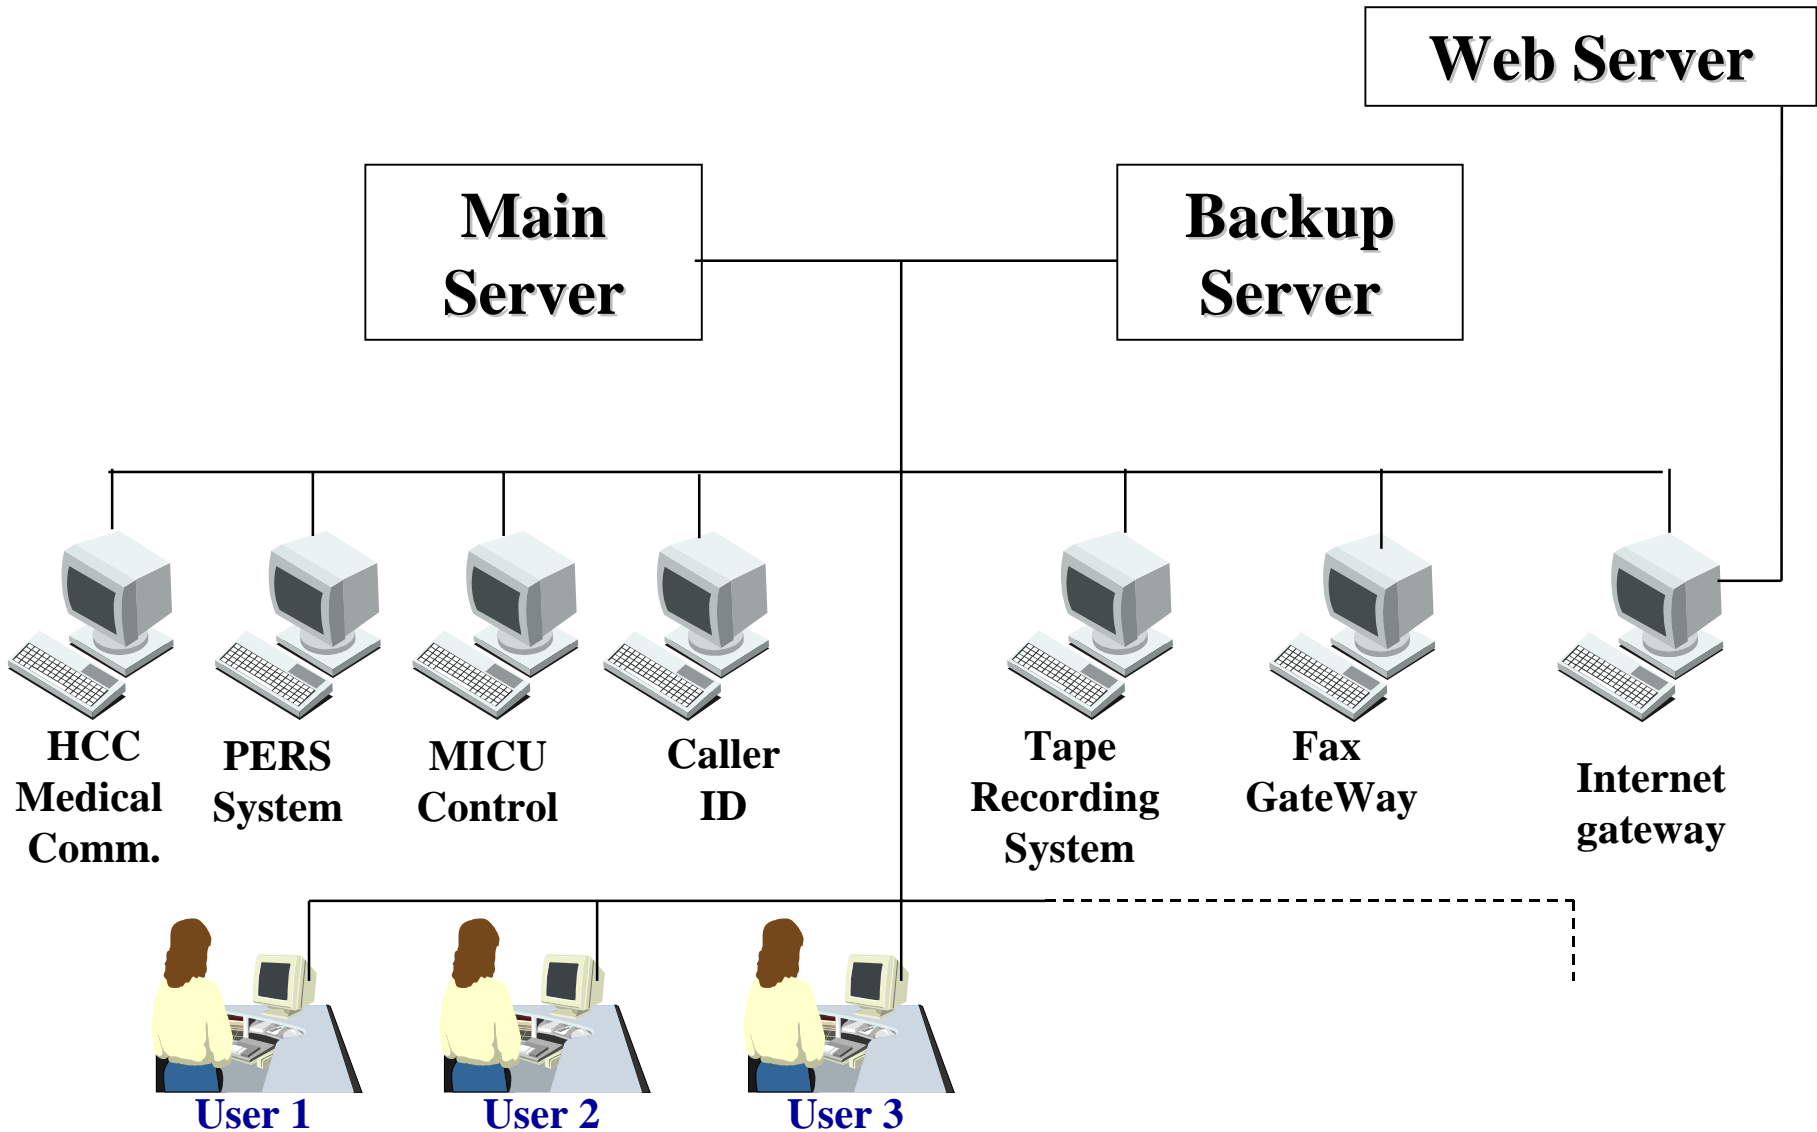 Web Server
Main
Server
Backup
Server
HCC
Medical
Comm.
PERS
System
MICU
Control
Caller
ID
Tape
Recording
System
Fax
GateWay
Internet
gateway
User 1
User 2
User 3